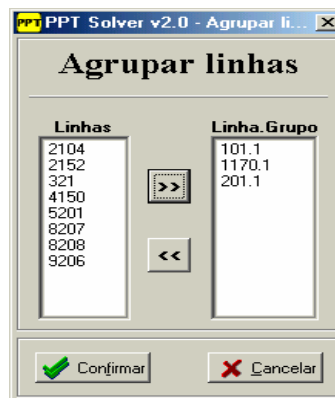 PPT PPT Solver v2.0 - Agrupar li...
Agrupar linhas
Linhas
2104
2152
321
4150
5201
8207
8208
9206
>>
<<
Linha.Grupo
101.1
1170.1
201.1
Confirmar
Cancelar